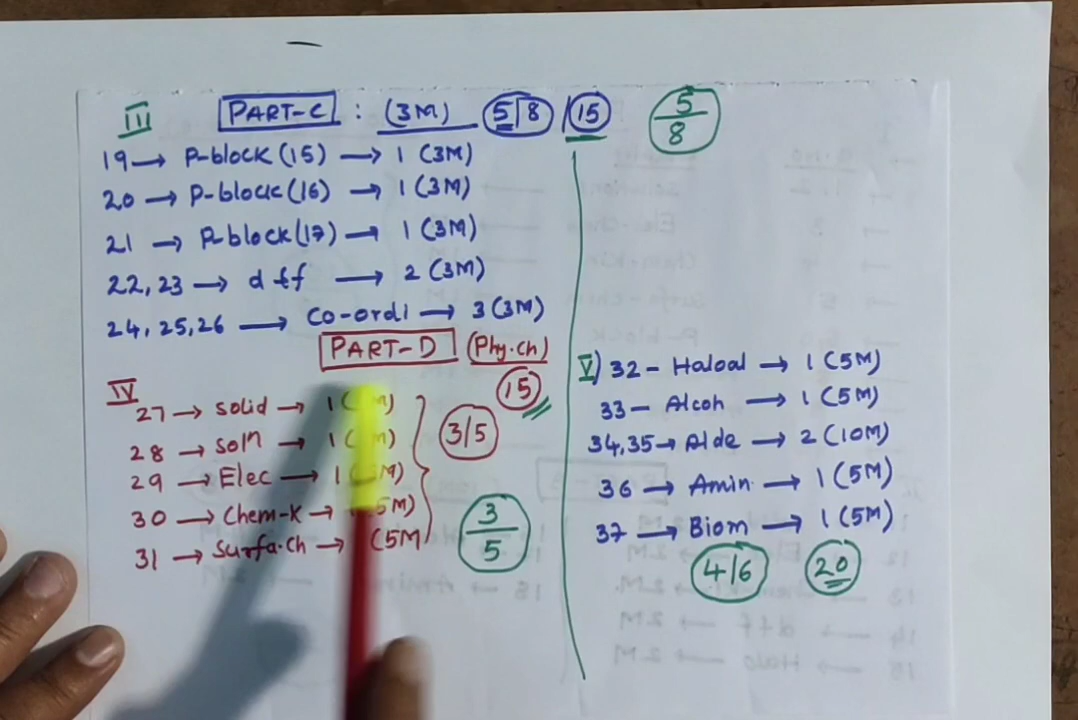 III PART-C : (3M) 5|8 15 5/8
19 → P-block (15) → 1 (3M)
20 → P-block (16) → 1 (3M)
21 → P-block (17) → 1 (3M)
22, 23 → d & f → 2 (3M)
24, 25, 26 → Co-ordi → 3 (3M)
PART-D (Phy.ch)
IV 15
27 → Solid → 1 (
28 → Soln → 1 ( M)
29 → Elec → 1 (5M)
30 → Chem-K → 5M)
31 → Surfa.ch → (5M
3/5
3/5
V) 32 - Haloal → 1 (5M)
33 - Alcoh → 1 (5M)
34,35 → Alde → 2 (10M)
36 → Amin. → 1 (5M)
37 → Biom → 1 (5M)
4/6 20